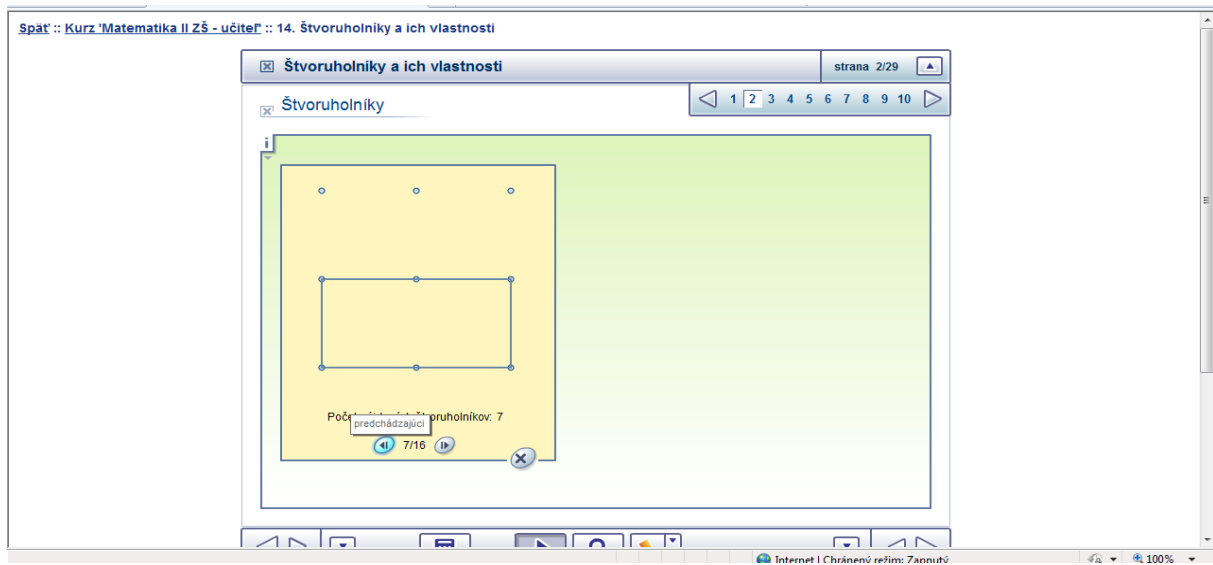 Späť :: Kurz 'Matematika II ZŠ - učiteľ' :: 14. Štvoruholníky a ich vlastnosti
Štvoruholníky a ich vlastnosti
strana 2/29
Štvoruholníky
1 2 3 4 5 6 7 8 9 10
i
7
predchádzajúci
7/16
Internet | Chránený režim: Zapnutý
100%